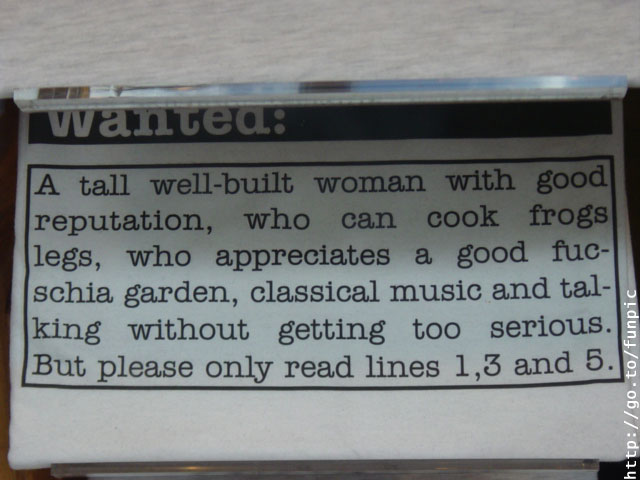 Wanted:
A tall well-built woman with good
reputation, who can cook frogs
legs, who appreciates a good fuc-
schia garden, classical music and tal-
king without getting too serious.
But please only read lines 1,3 and 5.
http://go.to/funpic